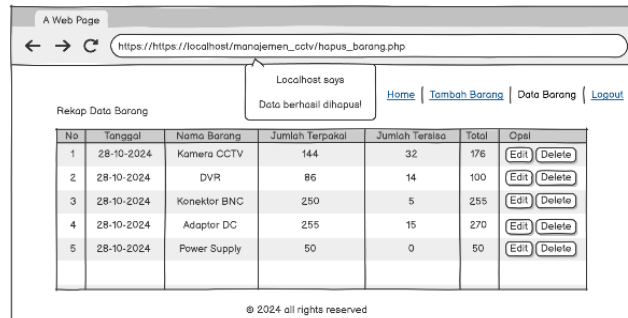 A Web Page
https://https://localhost/manajemen_cctv/hapus_barang.php
Localhost says
Data berhasil dihapus!
Home | Tambah Barang | Data Barang | Logout
Rekap Data Barang
No Tanggal Nama Barang Jumlah Terpakai Jumlah Tersisa Total Opsi
1 28-10-2024 Kamera CCTV 144 32 176 Edit Delete
2 28-10-2024 DVR 86 14 100 Edit Delete
3 28-10-2024 Konektor BNC 250 5 255 Edit Delete
4 28-10-2024 Adaptor DC 255 15 270 Edit Delete
5 28-10-2024 Power Supply 50 0 50 Edit Delete
© 2024 all rights reserved